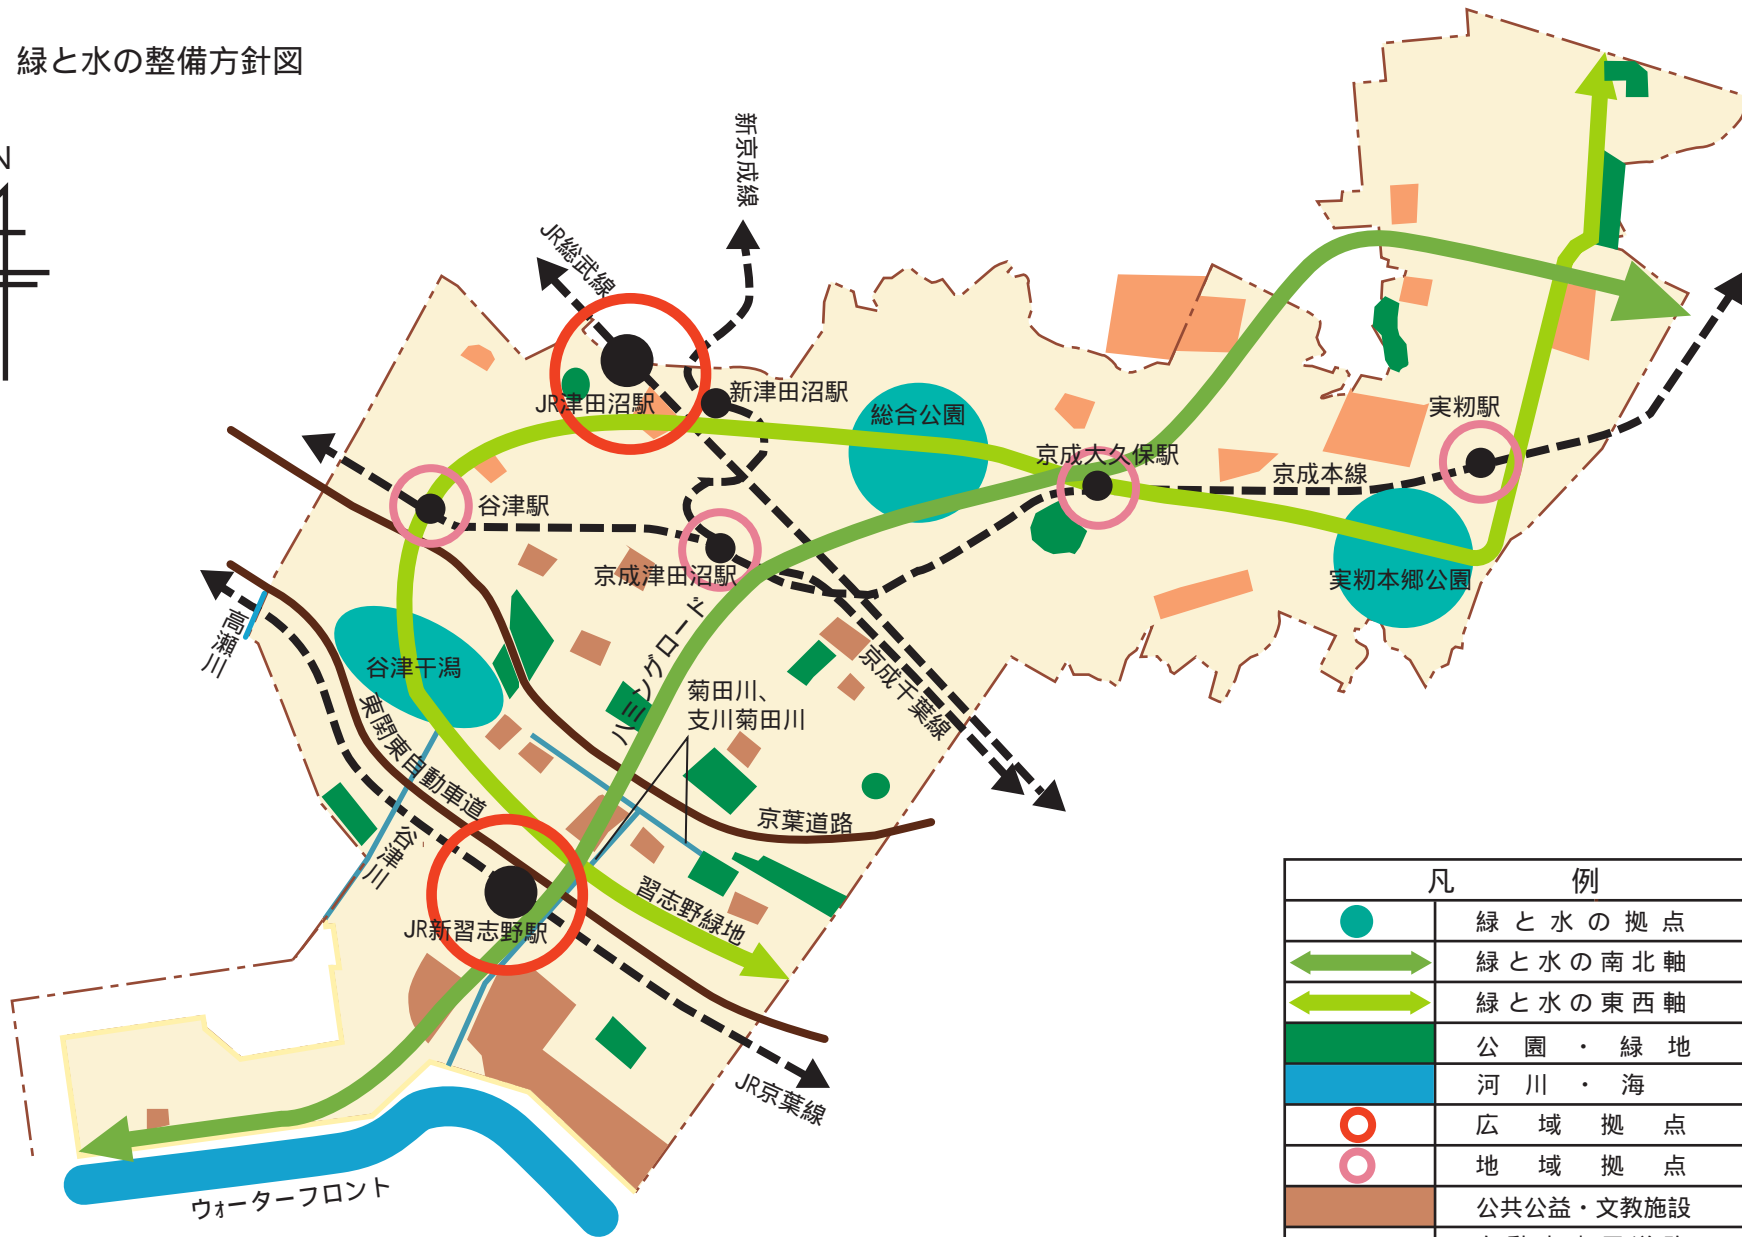 緑と水の整備方針図
N
新京成線
JR総武線
JR津田沼駅
新津田沼駅
総合公園
京成大久保駅
実籾駅
京成本線
谷津駅
京成津田沼駅
実籾本郷公園
高瀬川
谷津干潟
ハミングロード
京成千葉線
菊田川、
支川菊田川
東関東自動車道
京葉道路
谷津川
習志野緑地
JR新習志野駅
JR京葉線
ウォーターフロント
凡例
緑と水の拠点
緑と水の南北軸
緑と水の東西軸
公園・緑地
河川・海
広域拠点
地域拠点
公共公益・文教施設